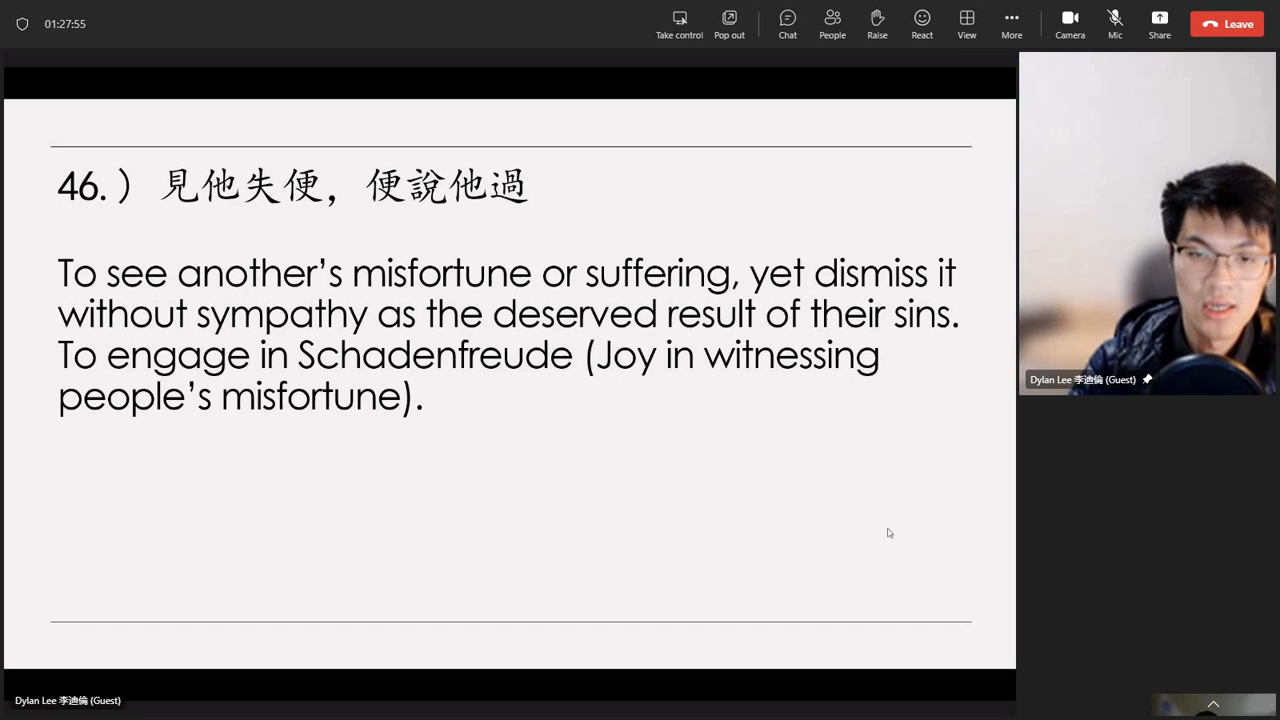 01:27:55
Take control
Pop out
Chat
People
Raise
React
View
More
Camera
Mic
Share
Leave
46.） 見他失便，便說他過
To see another’s misfortune or suffering, yet dismiss it
without sympathy as the deserved result of their sins.
To engage in Schadenfreude (Joy in witnessing
people’s misfortune).
Dylan Lee 李迪倫 (Guest)
Dylan Lee 李迪倫 (Guest)